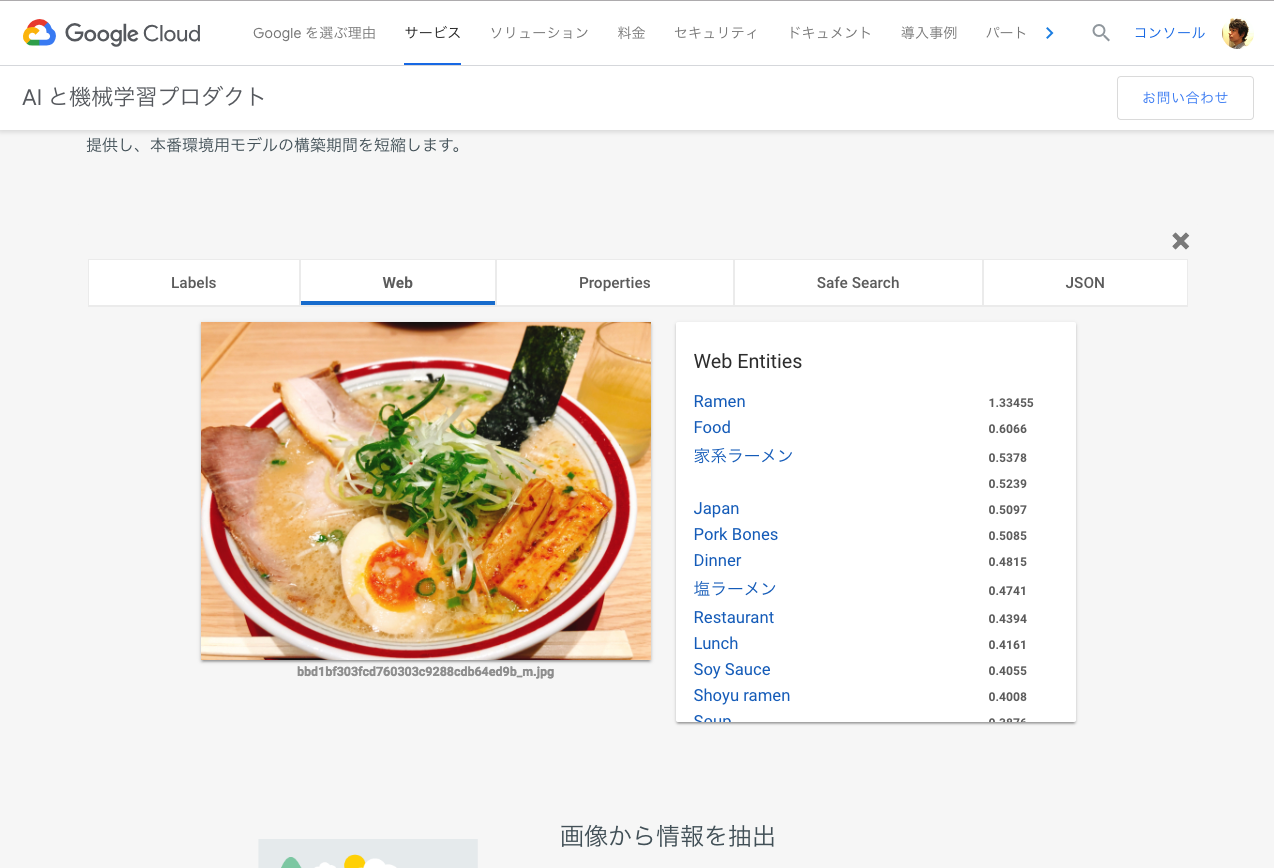 Google Cloud
Google を選ぶ理由 サービス ソリューション 料金 セキュリティ ドキュメント 導入事例 パート コンソール
AI と機械学習プロダクト お問い合わせ
提供し、本番環境用モデルの構築期間を短縮します。
Labels Web Properties Safe Search JSON
Web Entities
Ramen 1.33455
Food 0.6066
家系ラーメン 0.5378
0.5239
Japan 0.5097
Pork Bones 0.5085
Dinner 0.4815
塩ラーメン 0.4741
Restaurant 0.4394
Lunch 0.4161
Soy Sauce 0.4055
Shoyu ramen 0.4008
Soup 0.3876
bbd1bf303fcd760303c9288cdb64ed9b_m.jpg
画像から情報を抽出